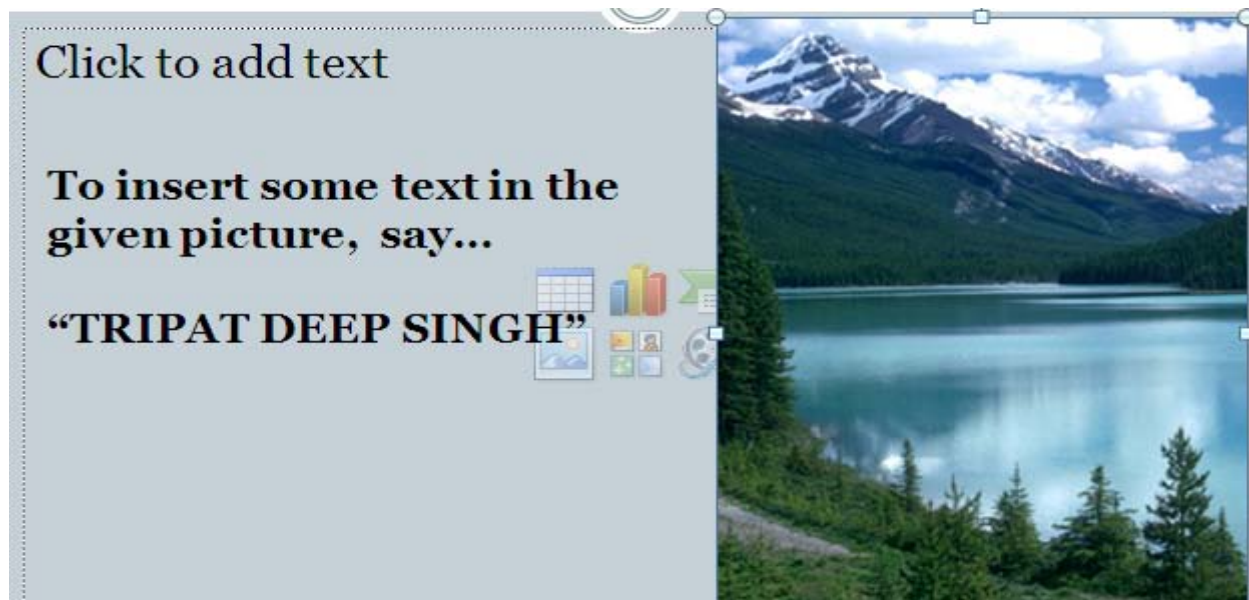 Click to add text
To insert some text in the
given picture,  say...
“TRIPAT DEEP SINGH”